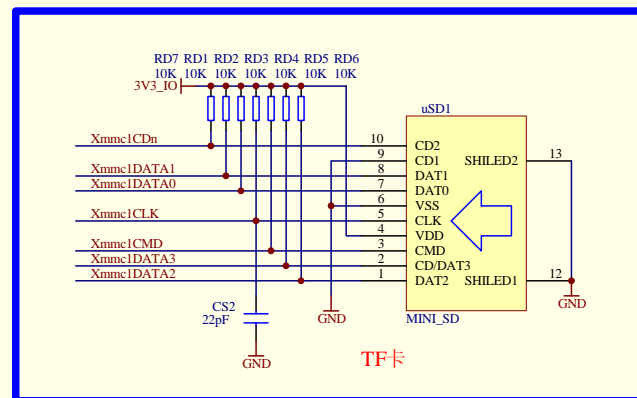 RD7 RD1 RD2 RD3 RD4 RD5 RD6
10K 10K 10K 10K 10K 10K 10K
3V3_IO
uSD1
Xmmc1CDn 10 CD2
9 CD1 SHILED2 13
Xmmc1DATA1 8 DAT1
Xmmc1DATA0 7 DAT0
6 VSS
Xmmc1CLK 5 CLK
4 VDD
Xmmc1CMD 3 CMD
Xmmc1DATA3 2 CD/DAT3
Xmmc1DATA2 1 DAT2 SHILED1 12
CS2
22pF
GND
GND
MINI_SD
GND
TF卡